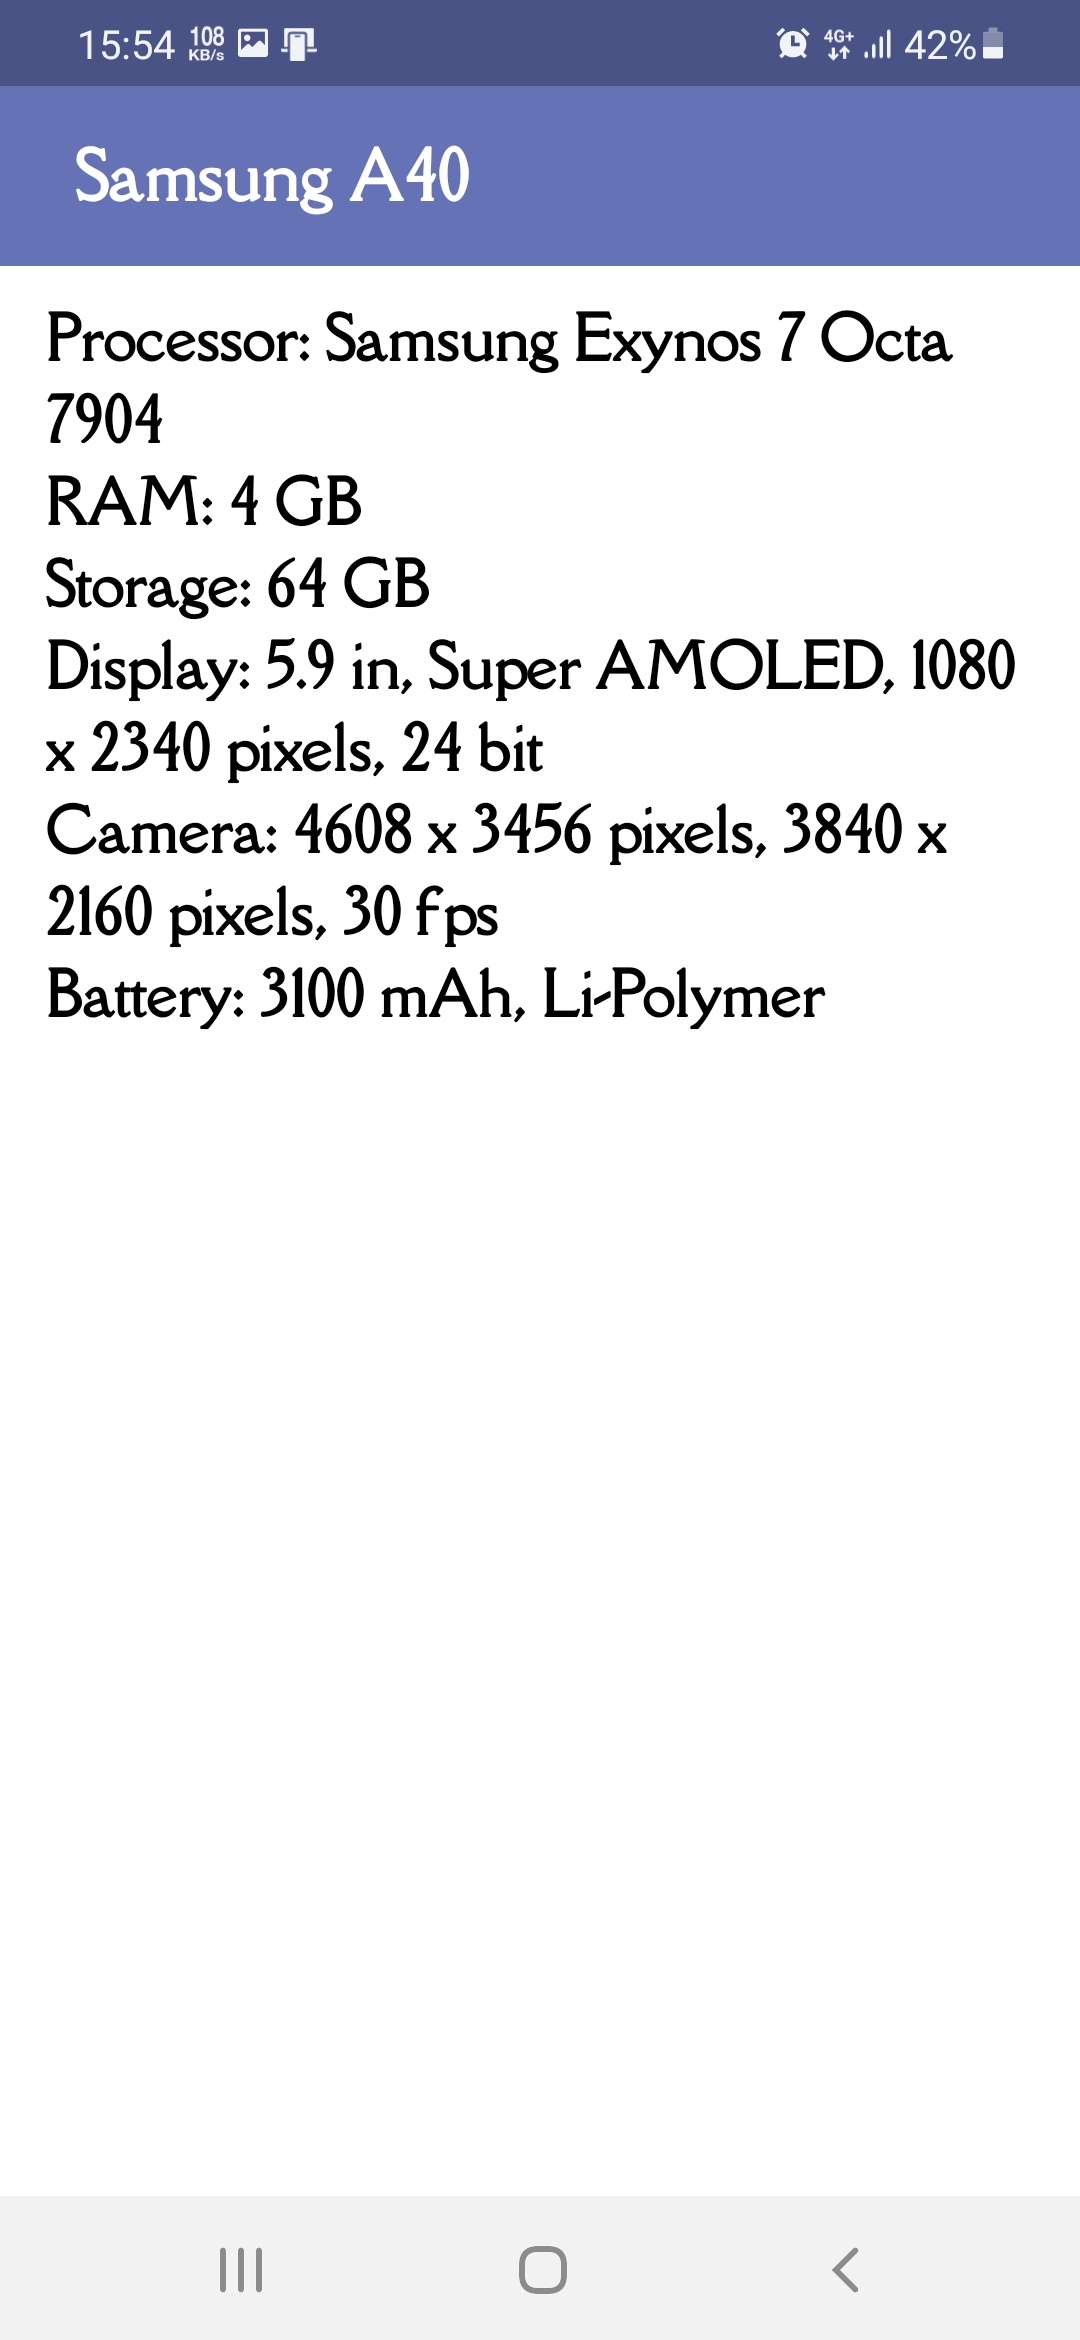 15:54 108 KB/s 4G+ 42%
Samsung A40
Processor: Samsung Exynos 7 Octa
7904
RAM: 4 GB
Storage: 64 GB
Display: 5.9 in, Super AMOLED, 1080
x 2340 pixels, 24 bit
Camera: 4608 x 3456 pixels, 3840 x
2160 pixels, 30 fps
Battery: 3100 mAh, Li-Polymer